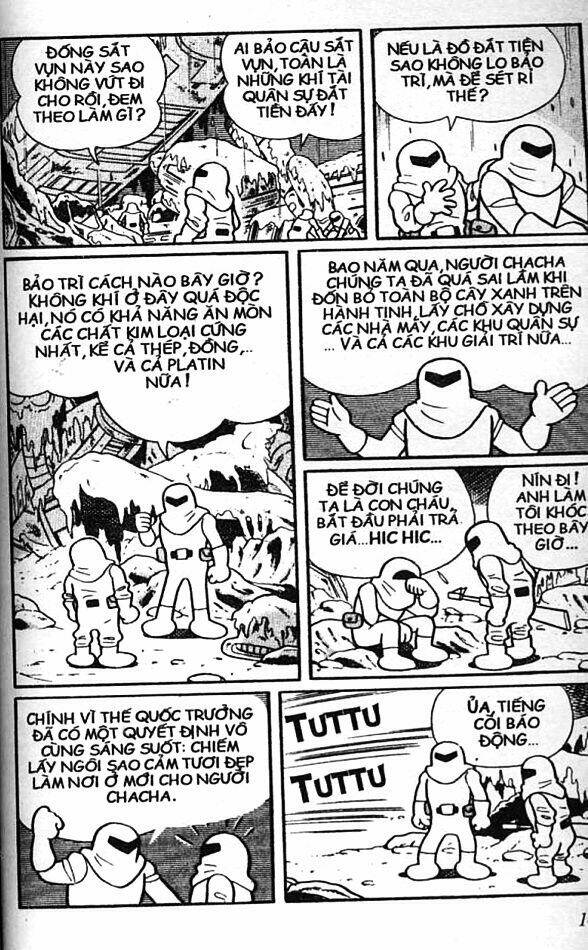 ĐỐNG SẮT
VỤN NÀY SAO
KHÔNG VỨT ĐI
CHO RỒI, ĐEM
THEO LÀM GÌ?
AI BẢO CẬU SẮT
VỤN, TOÀN LÀ
NHỮNG KHÍ TÀI
QUÂN SỰ ĐẮT
TIỀN ĐẤY!
NẾU LÀ ĐỒ ĐẮT TIỀN
SAO KHÔNG LO BẢO
TRÌ, MÀ ĐỂ SÉT RỈ
THẾ?
BẢO TRÌ CÁCH NÀO BÂY GIỜ?
KHÔNG KHÍ Ở ĐÂY QUÁ ĐỘC
HẠI, NÓ CÓ KHẢ NĂNG ĂN MÒN
CÁC CHẤT KIM LOẠI CỨNG
NHẤT, KỂ CẢ THÉP, ĐỒNG,...
VÀ CẢ PLATIN
NỮA!
BAO NĂM QUA, NGƯỜI CHACHA
CHÚNG TA ĐÃ QUÁ SAI LẦM KHI
ĐỐN BỎ TOÀN BỘ CÂY XANH TRÊN
HÀNH TINH, LẤY CHỖ XÂY DỰNG
CÁC NHÀ MÁY, CÁC KHU QUÂN SỰ
... VÀ CẢ CÁC KHU GIẢI TRÍ NỮA...
ĐỂ ĐỜI CHÚNG
TA LÀ CON CHÁU,
BẮT ĐẦU PHẢI TRẢ
GIÁ... HIC HIC...
NÍN ĐI!
ANH LÀM
TÔI KHÓC
THEO BÂY
GIỜ...
CHÍNH VÌ THẾ QUỐC TRƯỞNG
ĐÃ CÓ MỘT QUYẾT ĐỊNH VÔ
CÙNG SÁNG SUỐT: CHIẾM
LẤY NGÔI SAO CẢM TƯƠI ĐẸP
LÀM NƠI Ở MỚI CHO NGƯỜI
CHACHA.
TUTTU
TUTTU
ỦA, TIẾNG
CÒI BÁO
ĐỘNG...